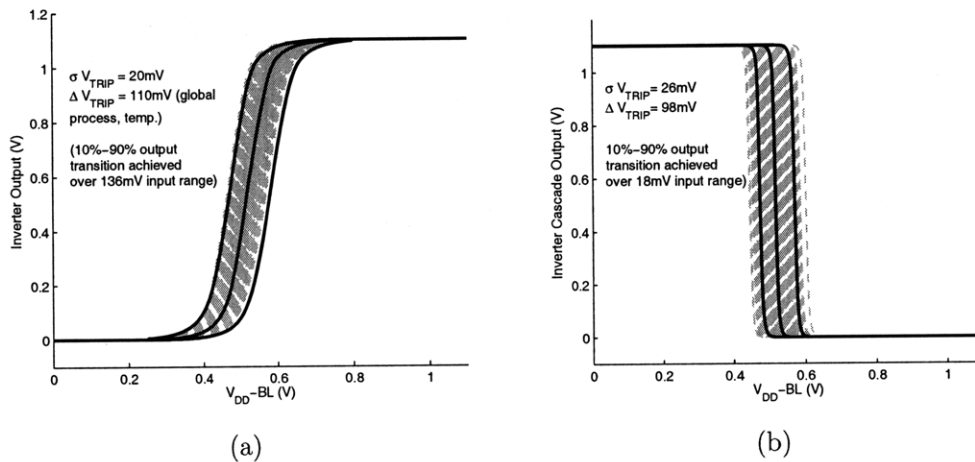 1.2
1
0.8
0.6
0.4
0.2
0
Inverter Output (V)
σ V_TRIP = 20mV
Δ V_TRIP = 110mV (global
process, temp.)
(10%−90% output
transition achieved
over 136mV input range)
0 0.2 0.4 0.6 0.8 1
V_DD−BL (V)
(a)
1
0.8
0.6
0.4
0.2
0
Inverter Cascade Output (V)
σ V_TRIP = 26mV
Δ V_TRIP = 98mV
10%−90% output
transition achieved
over 18mV input range)
0 0.2 0.4 0.6 0.8 1
V_DD−BL (V)
(b)